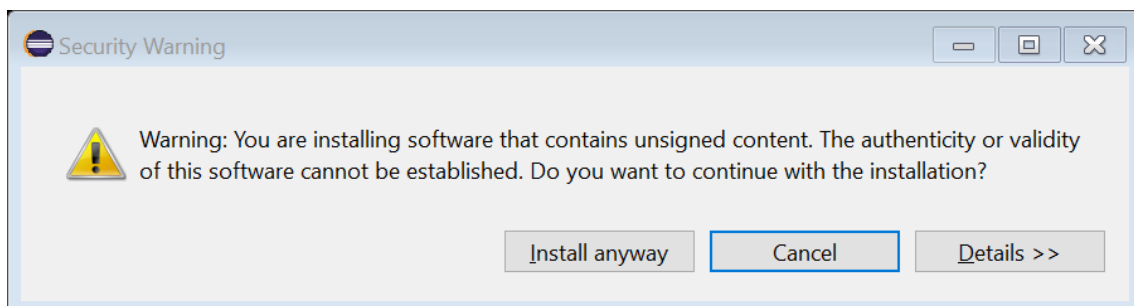 Security Warning
Warning: You are installing software that contains unsigned content. The authenticity or validity
of this software cannot be established. Do you want to continue with the installation?
Install anyway Cancel Details >>